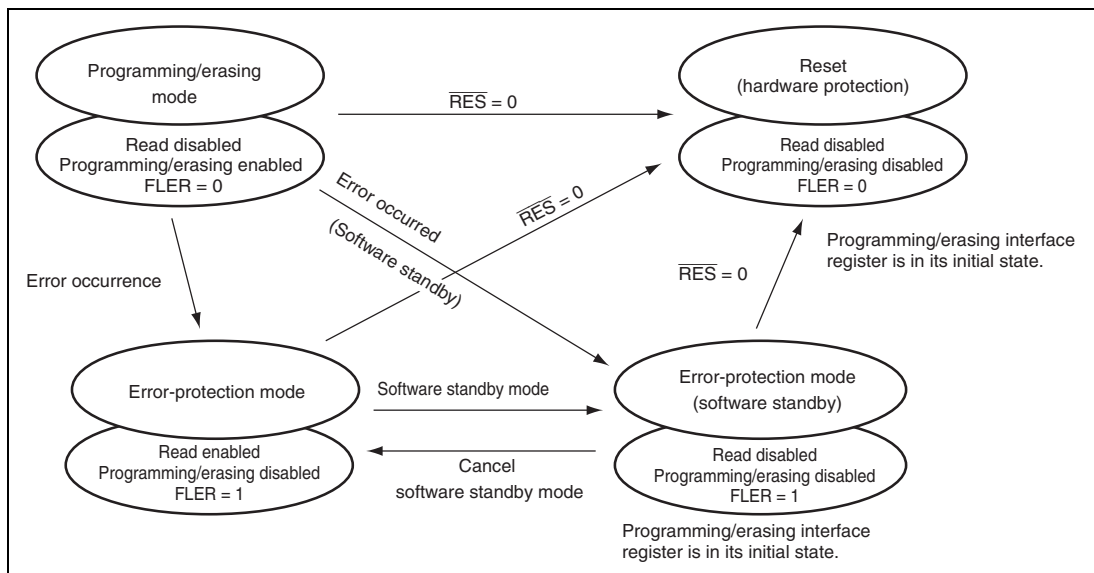 Programming/erasing
mode
Read disabled
Programming/erasing enabled
FLER = 0
RES = 0
Reset
(hardware protection)
Read disabled
Programming/erasing disabled
FLER = 0
Programming/erasing interface
register is in its initial state.
Error occurred
(Software standby)
RES = 0
RES = 0
Error occurrence
Error-protection mode
Read enabled
Programming/erasing disabled
FLER = 1
Software standby mode
Cancel
software standby mode
Error-protection mode
(software standby)
Read disabled
Programming/erasing disabled
FLER = 1
Programming/erasing interface
register is in its initial state.